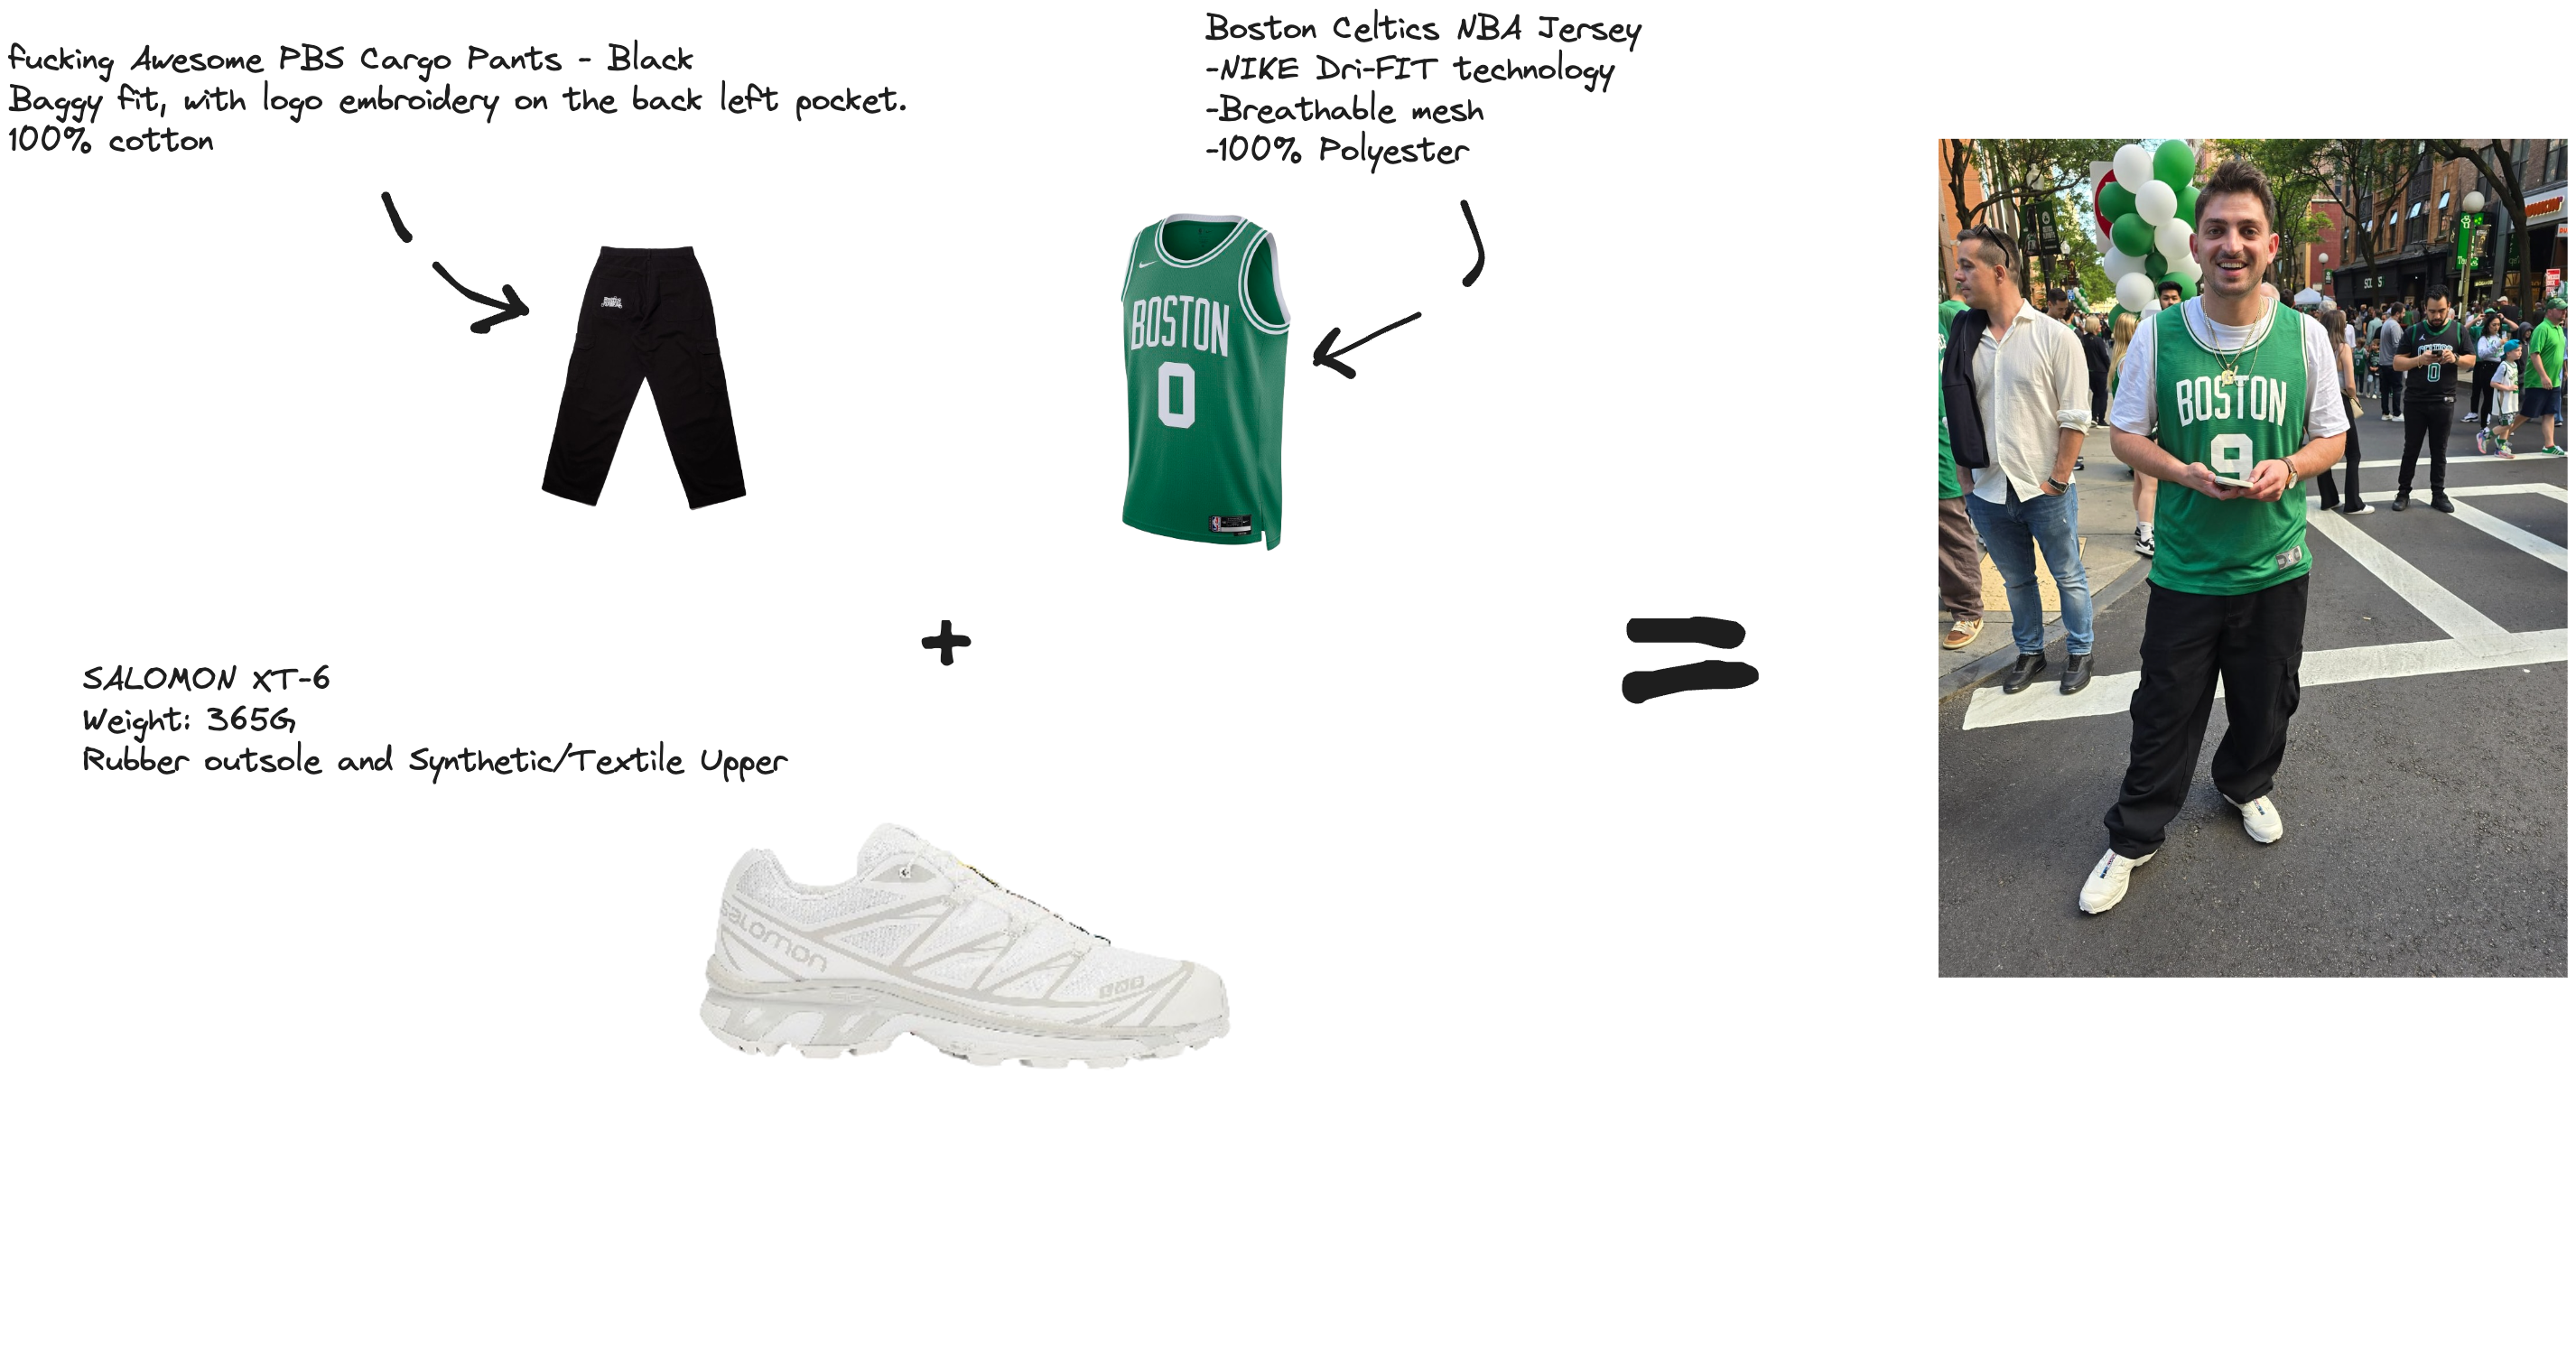 fucking Awesome PBS Cargo Pants - Black
Baggy fit, with logo embroidery on the back left pocket.
100% cotton
Boston Celtics NBA Jersey
-NIKE Dri-FIT technology
-Breathable mesh
-100% Polyester
BOSTON
0
+
=
SALOMON XT-6
Weight: 365G
Rubber outsole and Synthetic/Textile Upper
salomon
BOSTON
9
0